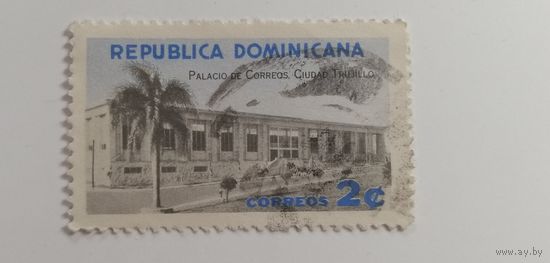 REPUBLICA DOMINICANA
PALACIO DE CORREOS, CIUDAD TRUJILLO
CORREOS 2¢
www.ay.by